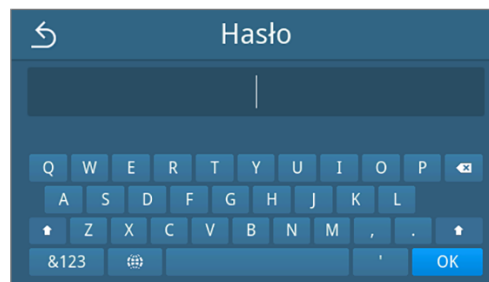 Hasło
Q W E R T Y U I O P
A S D F G H J K L
Z X C V B N M , .
&123 ' OK